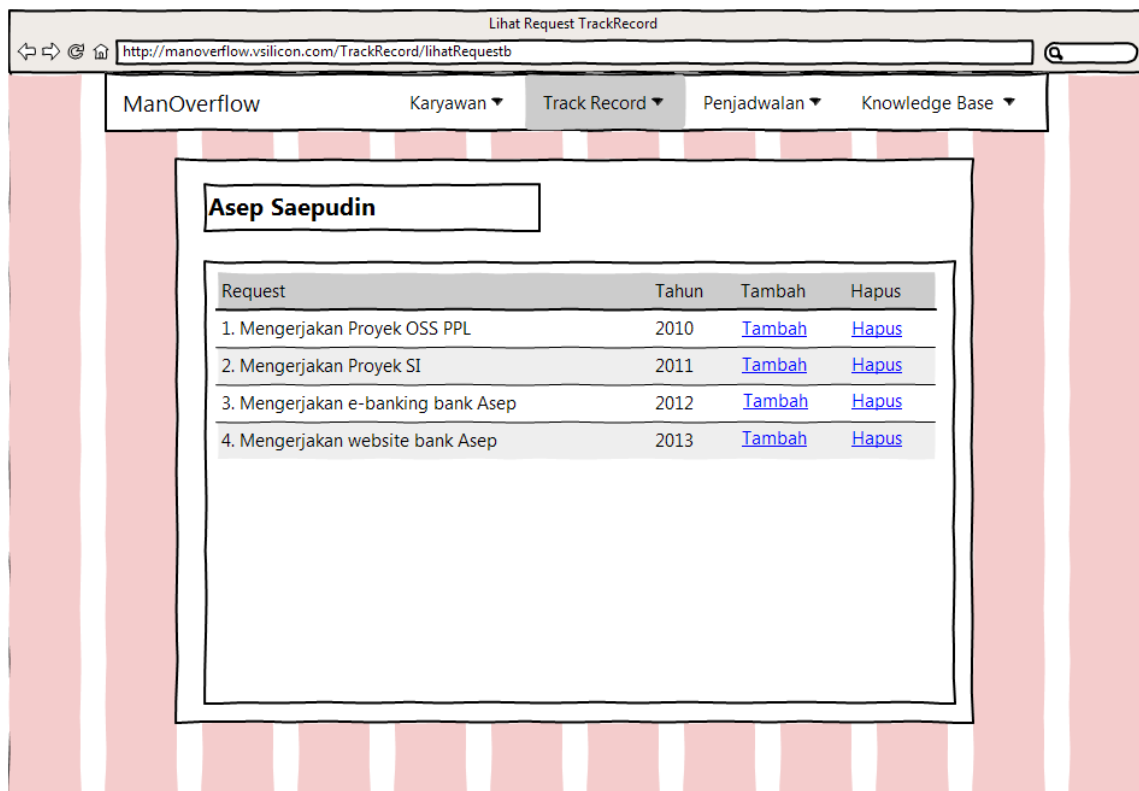 Lihat Request TrackRecord
http://manoverflow.vsilicon.com/TrackRecord/lihatRequestb
ManOverflow Karyawan Track Record Penjadwalan Knowledge Base
Asep Saepudin
Request Tahun Tambah Hapus
1. Mengerjakan Proyek OSS PPL 2010 Tambah Hapus
2. Mengerjakan Proyek SI 2011 Tambah Hapus
3. Mengerjakan e-banking bank Asep 2012 Tambah Hapus
4. Mengerjakan website bank Asep 2013 Tambah Hapus